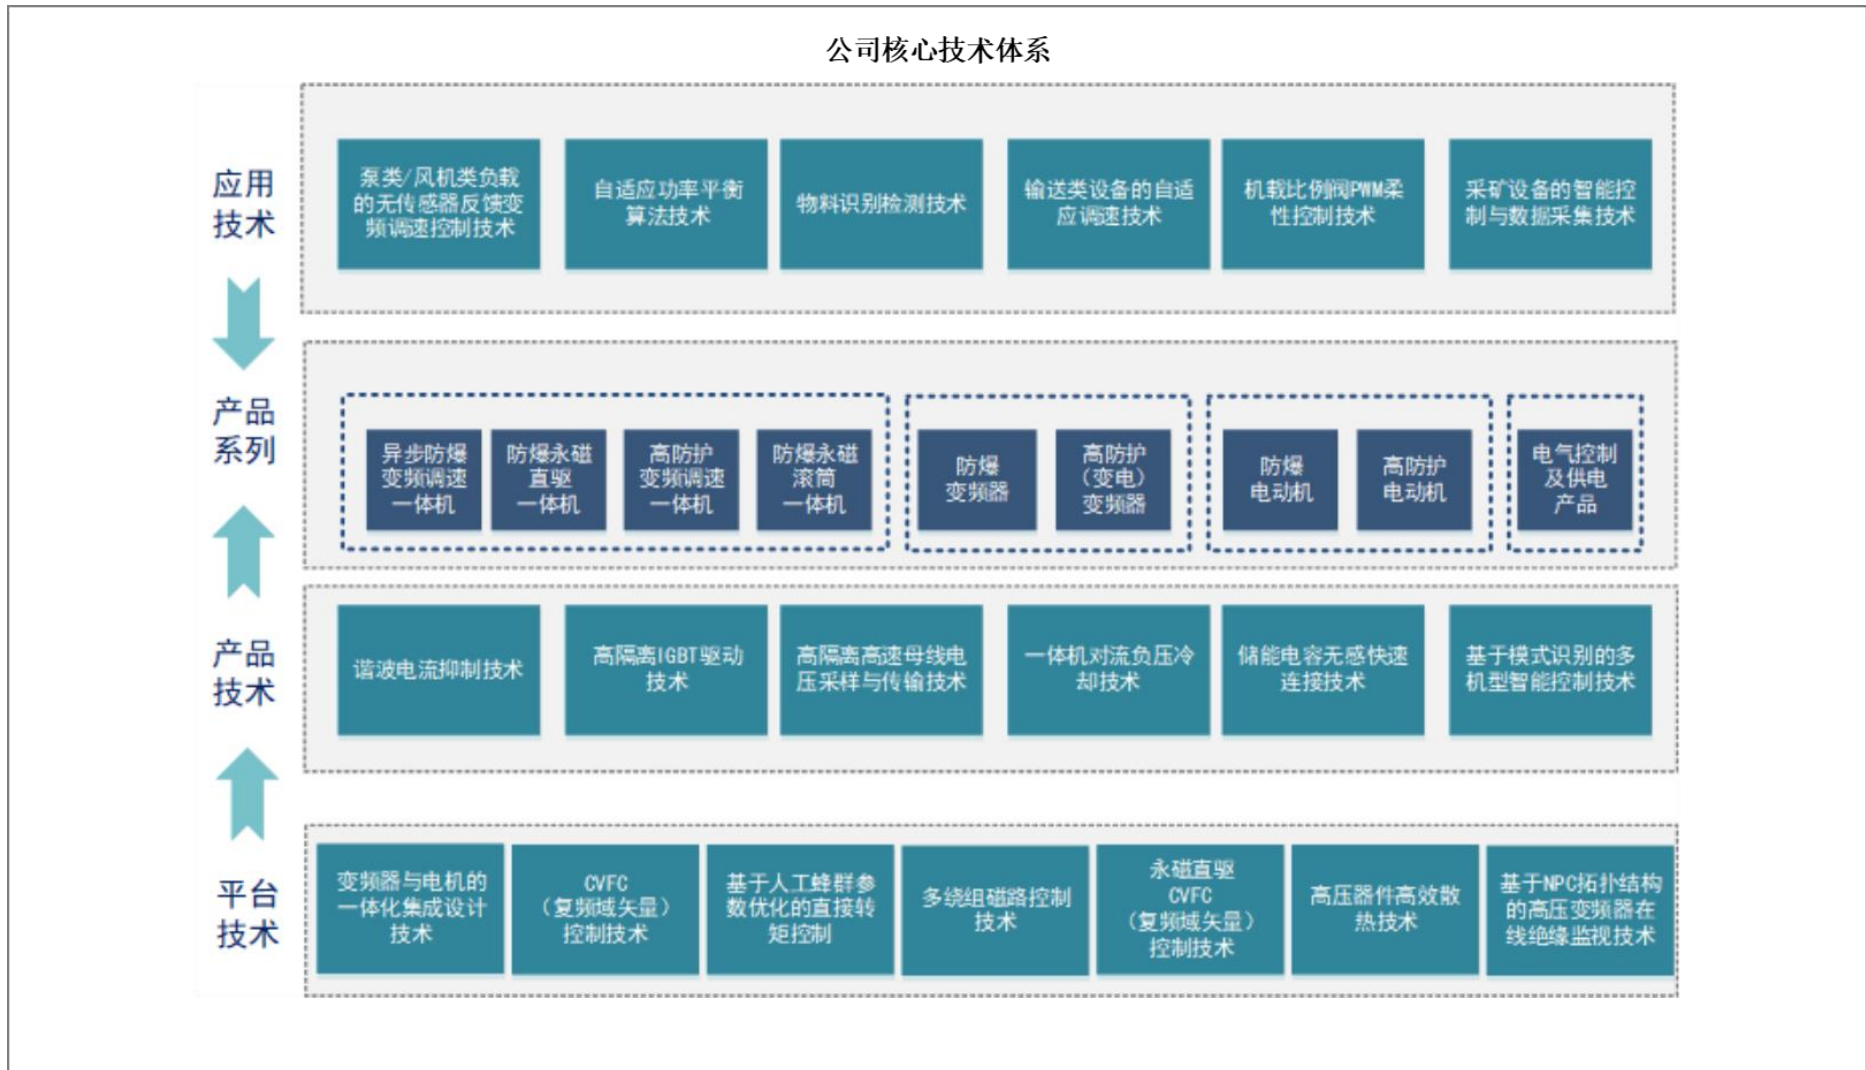 公司核心技术体系
应用
技术
泵类/风机类负载
的无传感器反馈变
频调速控制技术
自适应功率平衡
算法技术
物料识别检测技术
输送类设备的自适
应调速技术
机载比例阀PWM柔
性控制技术
采矿设备的智能控
制与数据采集技术
产品
系列
异步防爆
变频调速
一体机
防爆永磁
直驱
一体机
高防护
变频调速
一体机
防爆永磁
滚筒
一体机
防爆
变频器
高防护
（变电）
变频器
防爆
电动机
高防护
电动机
电气控制
及供电
产品
产品
技术
谐波电流抑制技术
高隔离IGBT驱动
技术
高隔离高速母线电
压采样与传输技术
一体机对流负压冷
却技术
储能电容无感快速
连接技术
基于模式识别的多
机型智能控制技术
平台
技术
变频器与电机的
一体化集成设计
技术
CVFC
（复频域矢量）
控制技术
基于人工蜂群参
数优化的直接转
矩控制
多绕组磁路控制
技术
永磁直驱
CVFC
（复频域矢量）
控制技术
高压器件高效散
热技术
基于NPC拓扑结构
的高压变频器在
线绝缘监视技术